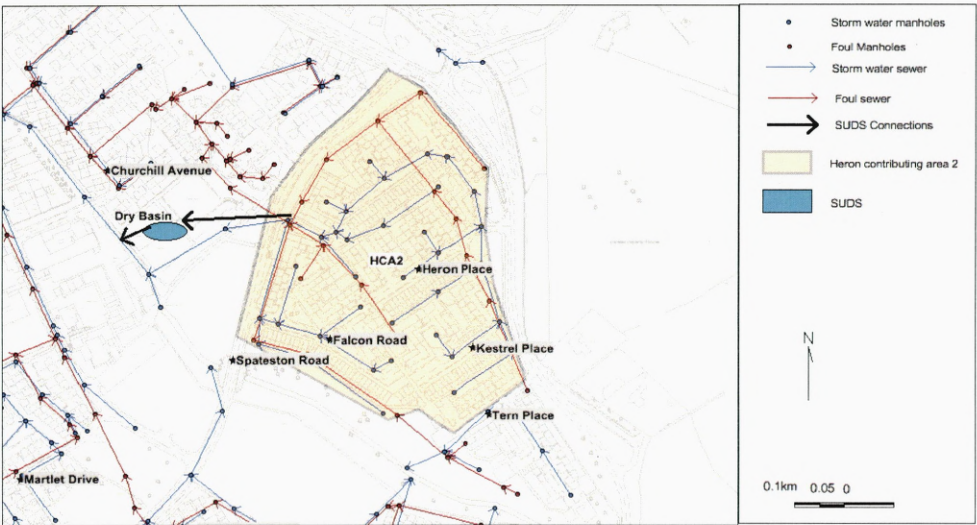 Churchill Avenue
Dry Basin
HCA2
Heron Place
Falcon Road
Kestrel Place
Spateston Road
Tern Place
Martlet Drive
Storm water manholes
Foul Manholes
Storm water sewer
Foul sewer
SUDS Connections
Heron contributing area 2
SUDS
N
0.1km 0.05 0